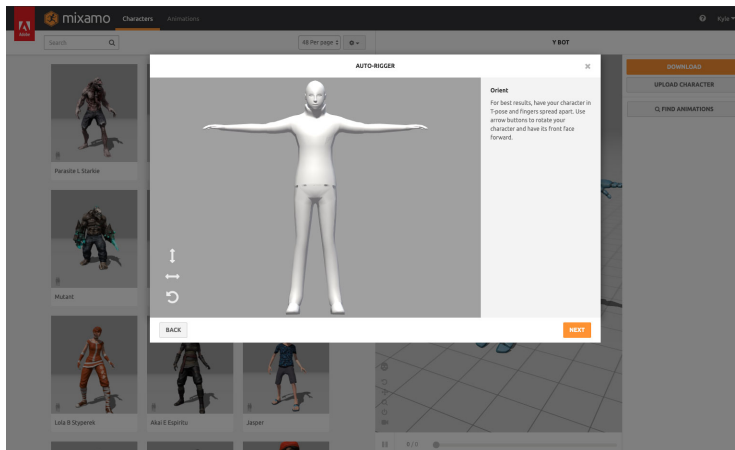 Adobe
mixamo
Characters
Animations
Kyle
Search
48 Per page
Y BOT
AUTO-RIGGER
DOWNLOAD
UPLOAD CHARACTER
FIND ANIMATIONS
Orient
For best results, have your character in
T-pose and fingers spread apart. Use
arrow buttons to rotate your
character and have its front face
forward.
Parasite L Starkie
Mutant
BACK
NEXT
Lola B Styperek
Akai E Espiritu
Jasper
0 / 0